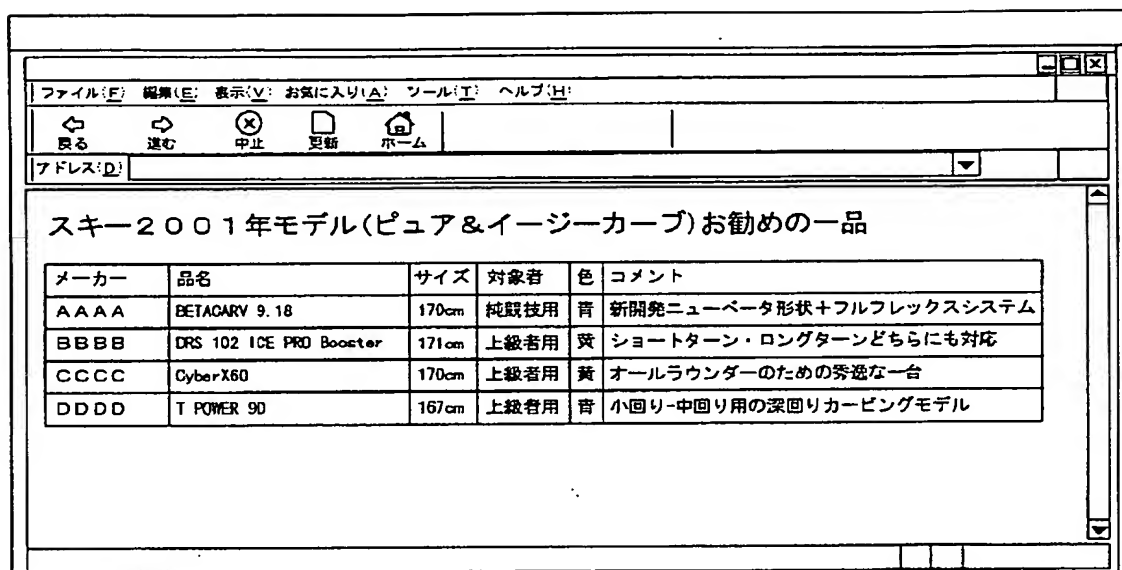 ファイル(F) 編集(E) 表示(V) お気に入り(A) ツール(T) ヘルプ(H)
戻る 進む 中止 更新 ホーム
アドレス(D)
スキー2001年モデル(ピュア&イージーカーブ)お勧めの一品
メーカー 品名 サイズ 対象者 色 コメント
AAAA BETACARV 9.18 170cm 純競技用 青 新開発ニューベータ形状+フルフレックスシステム
BBBB DRS 102 ICE PRO Booster 171cm 上級者用 黄 ショートターン・ロングターンどちらにも対応
CCCC CyberX60 170cm 上級者用 黄 オールラウンダーのための秀逸な一台
DDDD T POWER 9D 167cm 上級者用 青 小回り-中回り用の深回りカービングモデル